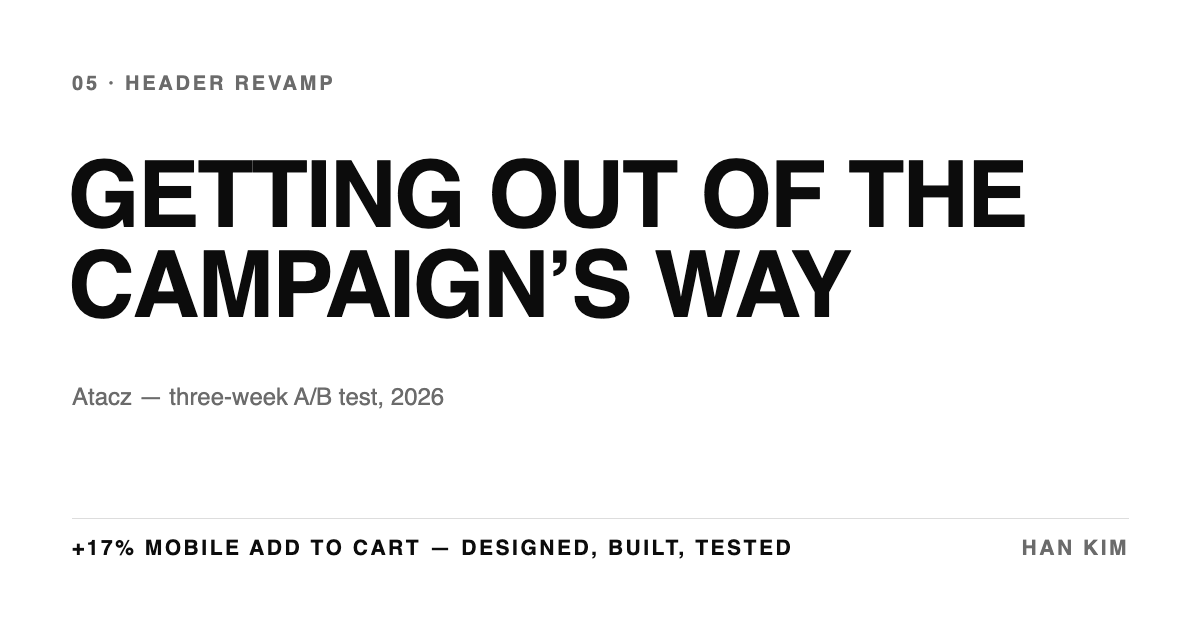 05 · HEADER REVAMP
GETTING OUT OF THE
CAMPAIGN’S WAY
Atacz — three-week A/B test, 2026
+17% MOBILE ADD TO CART — DESIGNED, BUILT, TESTED
HAN KIM